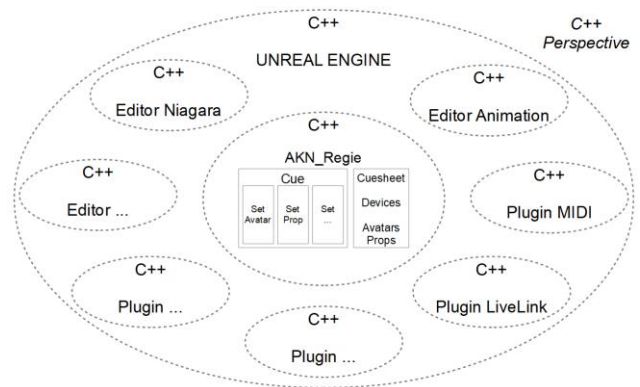 C++
C++
Perspective
UNREAL ENGINE
C++
Editor Niagara
C++
Editor Animation
C++
AKN_Regie
Cue
Set
Avatar
Set
Prop
Set
...
Cuesheet
Devices
Avatars
Props
C++
Editor ...
C++
Plugin MIDI
C++
Plugin ...
C++
Plugin LiveLink
C++
Plugin ...